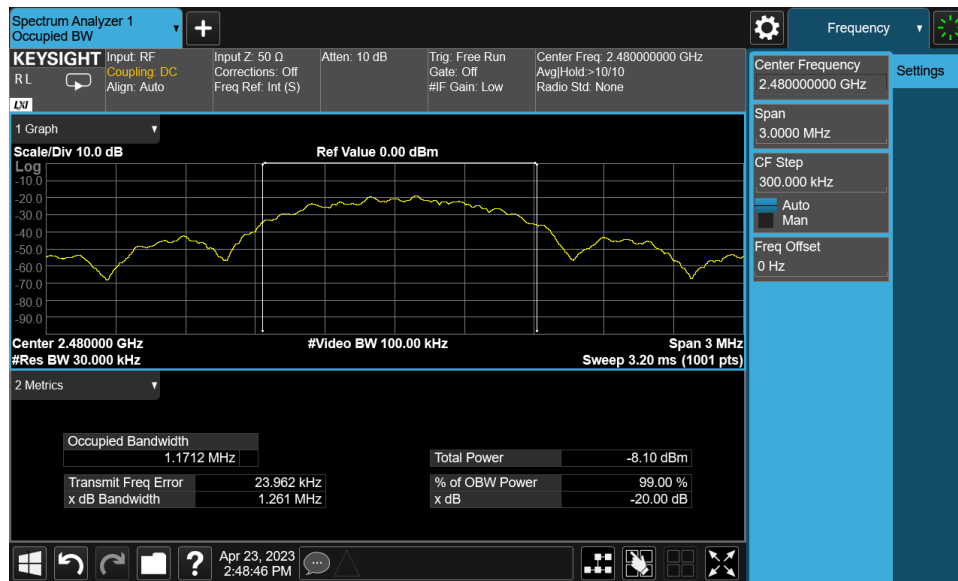 Spectrum Analyzer 1
Occupied BW
+
Frequency
KEYSIGHT
R L
LXI
Input: RF
Coupling: DC
Align: Auto
Input Z: 50 Ω
Corrections: Off
Freq Ref: Int (S)
Atten: 10 dB
Trig: Free Run
Gate: Off
#IF Gain: Low
Center Freq: 2.480000000 GHz
Avg|Hold:>10/10
Radio Std: None
Center Frequency
2.480000000 GHz
Settings
Span
3.0000 MHz
CF Step
300.000 kHz
Auto
Man
Freq Offset
0 Hz
1 Graph
Scale/Div 10.0 dB
Ref Value 0.00 dBm
Log
-10.0
-20.0
-30.0
-40.0
-50.0
-60.0
-70.0
-80.0
-90.0
Center 2.480000 GHz
#Video BW 100.00 kHz
Span 3 MHz
#Res BW 30.000 kHz
Sweep 3.20 ms (1001 pts)
2 Metrics
Occupied Bandwidth
1.1712 MHz
Total Power -8.10 dBm
Transmit Freq Error 23.962 kHz
% of OBW Power 99.00 %
x dB Bandwidth 1.261 MHz
x dB -20.00 dB
?
Apr 23, 2023
2:48:46 PM